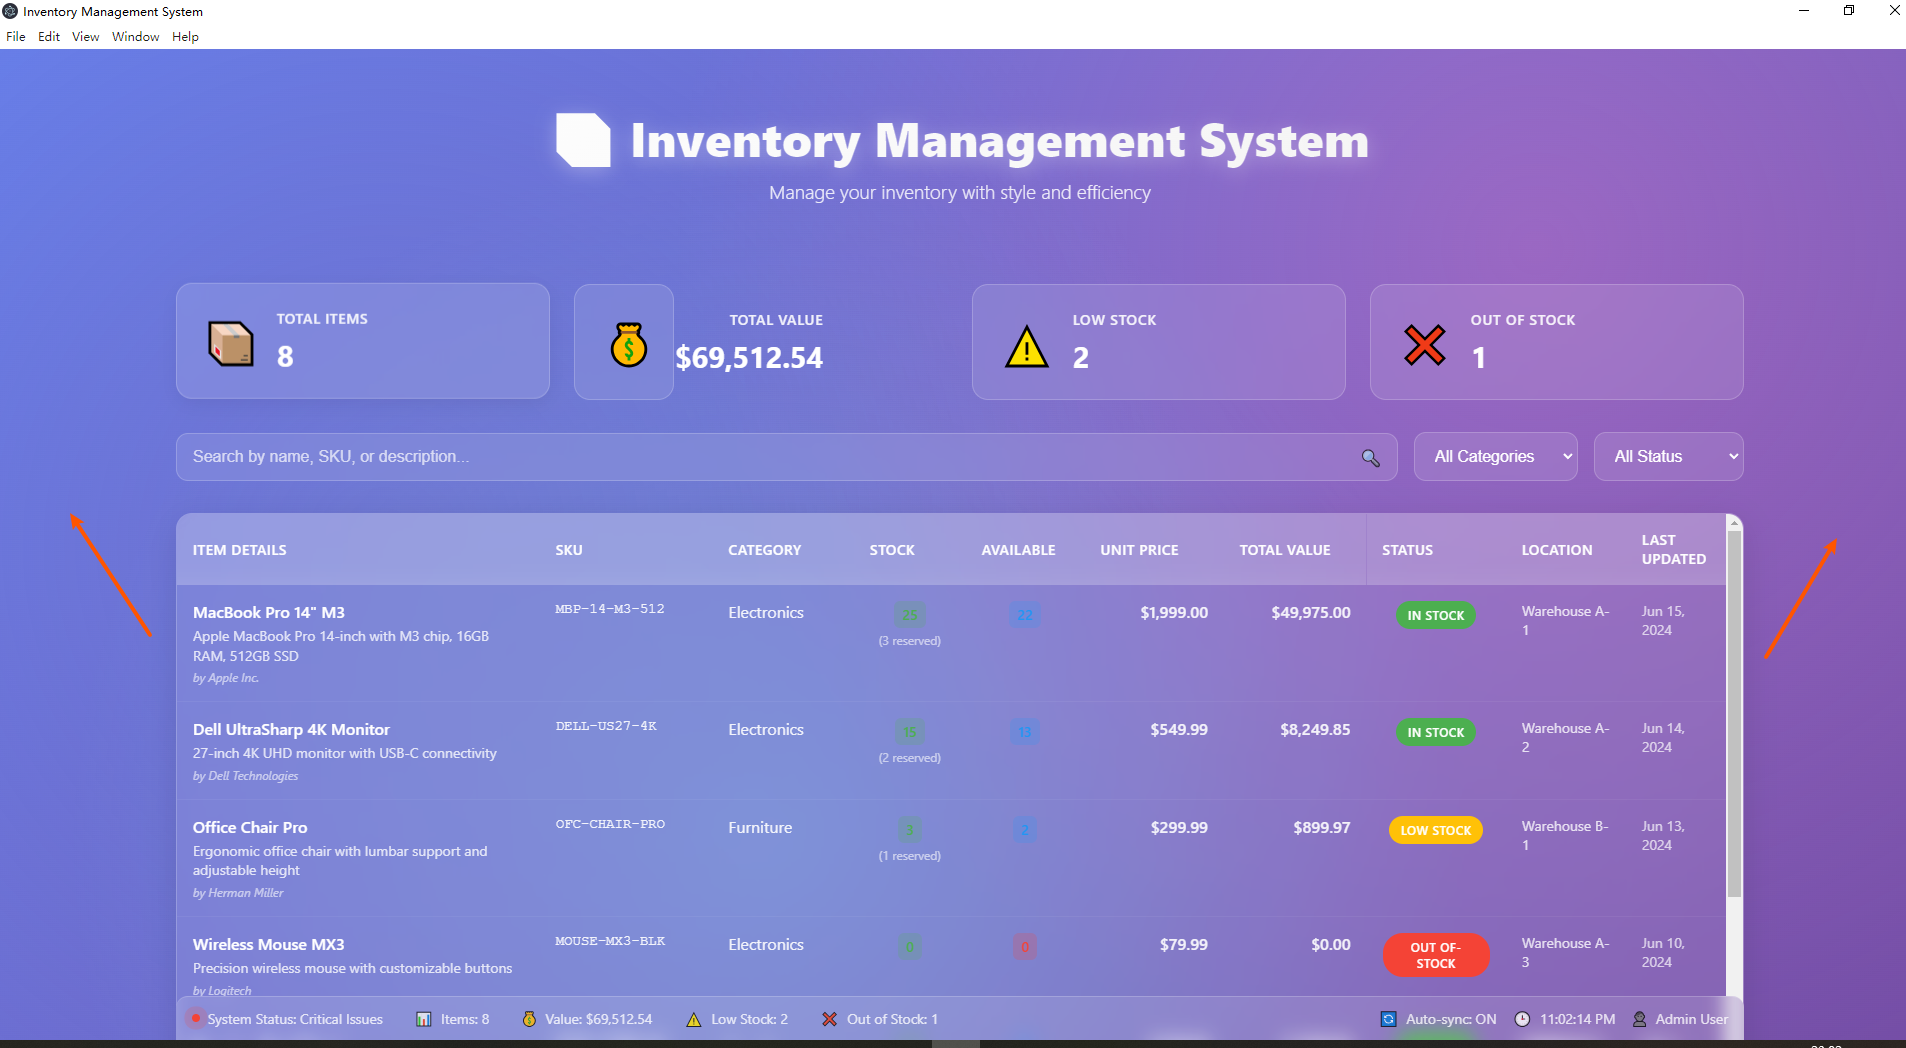 Inventory Management System
File Edit View Window Help
Inventory Management System
Manage your inventory with style and efficiency
TOTAL ITEMS
8
TOTAL VALUE
$69,512.54
LOW STOCK
2
OUT OF STOCK
1
Search by name, SKU, or description...
All Categories
All Status
ITEM DETAILS SKU CATEGORY STOCK AVAILABLE UNIT PRICE TOTAL VALUE STATUS LOCATION LAST
UPDATED
MacBook Pro 14" M3 MBP-14-M3-512 Electronics 25 22 $1,999.00 $49,975.00 IN STOCK Warehouse A- Jun 15,
Apple MacBook Pro 14-inch with M3 chip, 16GB (3 reserved) 1 2024
RAM, 512GB SSD
by Apple Inc.
Dell UltraSharp 4K Monitor DELL-US27-4K Electronics 15 13 $549.99 $8,249.85 IN STOCK Warehouse A- Jun 14,
27-inch 4K UHD monitor with USB-C connectivity (2 reserved) 2 2024
by Dell Technologies
Office Chair Pro OFC-CHAIR-PRO Furniture 3 2 $299.99 $899.97 LOW STOCK Warehouse B- Jun 13,
Ergonomic office chair with lumbar support and (1 reserved) 1 2024
adjustable height
by Herman Miller
Wireless Mouse MX3 MOUSE-MX3-BLK Electronics 0 0 $79.99 $0.00 OUT OF- Warehouse A- Jun 10,
Precision wireless mouse with customizable buttons STOCK 3 2024
by Logitech
System Status: Critical Issues Items: 8 Value: $69,512.54 Low Stock: 2 Out of Stock: 1 Auto-sync: ON 11:02:14 PM Admin User